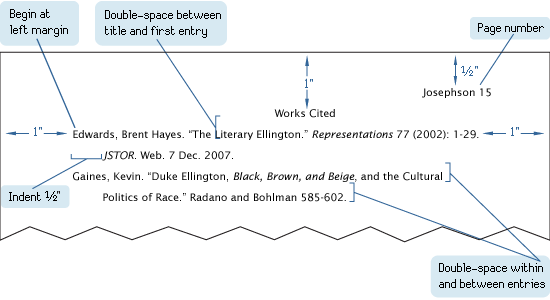 Begin at
left margin
Double-space between
title and first entry
Page number
1"
½"
Josephson 15
Works Cited
1"
Edwards, Brent Hayes. “The Literary Ellington.” Representations 77 (2002): 1-29.
1"
JSTOR. Web. 7 Dec. 2007.
Gaines, Kevin. “Duke Ellington, Black, Brown, and Beige, and the Cultural
Indent ½"
Politics of Race.” Radano and Bohlman 585-602.
Double-space within
and between entries